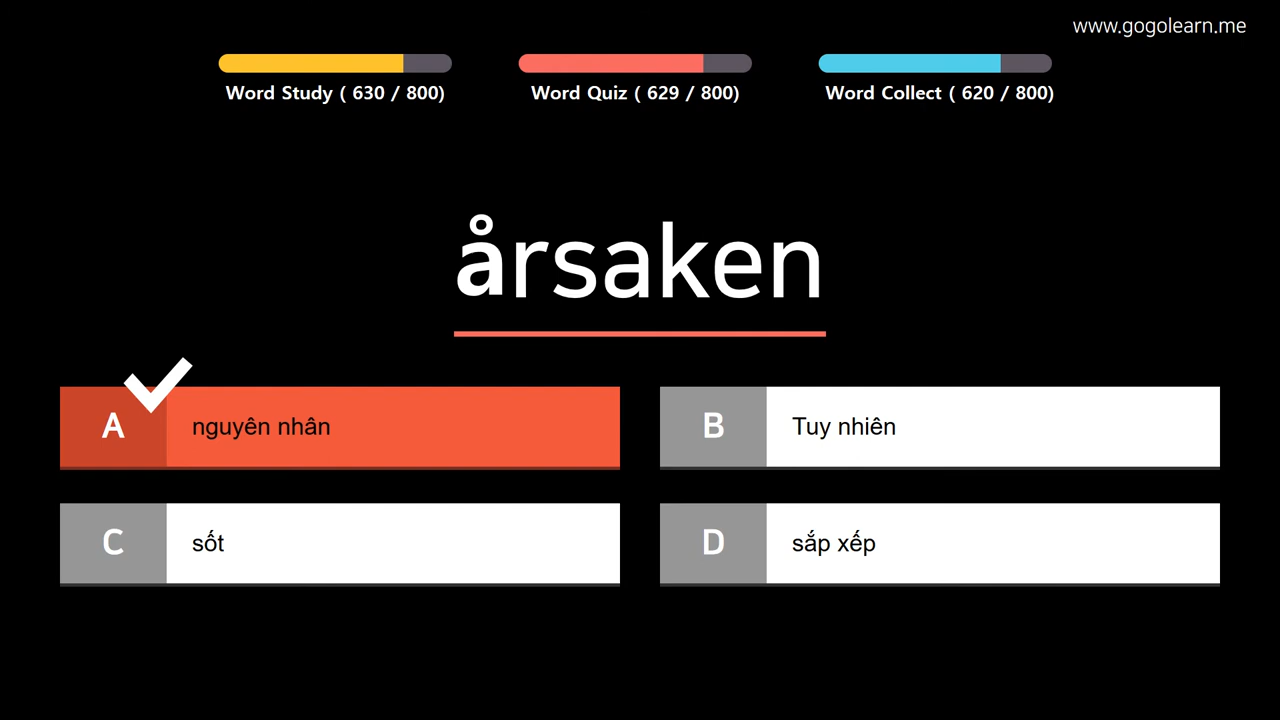 www.gogolearn.me
Word Study ( 630 / 800)
Word Quiz ( 629 / 800)
Word Collect ( 620 / 800)
årsaken
A nguyên nhân
B Tuy nhiên
C sốt
D sắp xếp